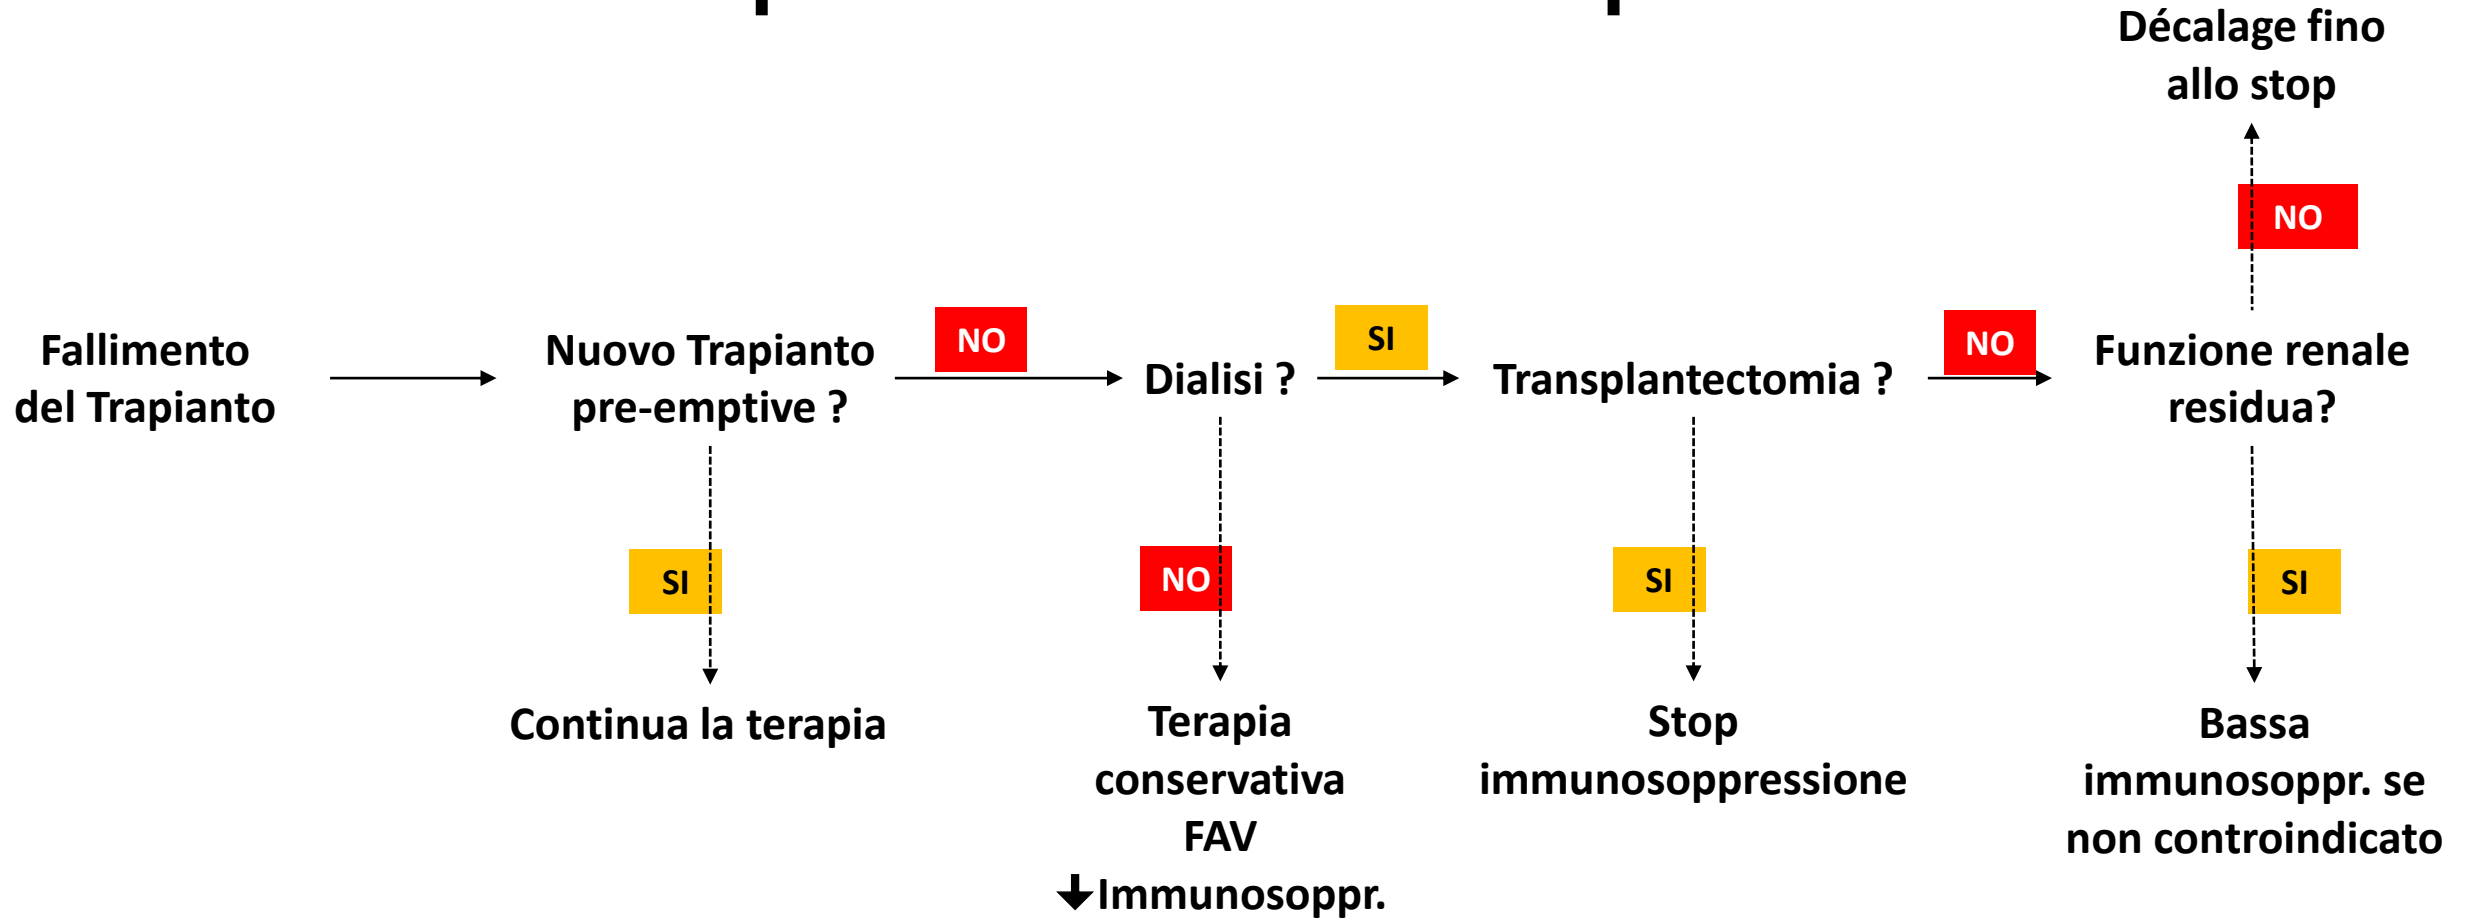 Décalage fino
allo stop
NO
Fallimento
del Trapianto
Nuovo Trapianto
pre-emptive ?
NO
Dialisi ?
SI
Transplantectomia ?
NO
Funzione renale
residua?
SI
NO
SI
SI
Continua la terapia
Terapia
conservativa
FAV
🡇Immunosoppr.
Stop
immunosoppressione
Bassa
immunosoppr. se
non controindicato